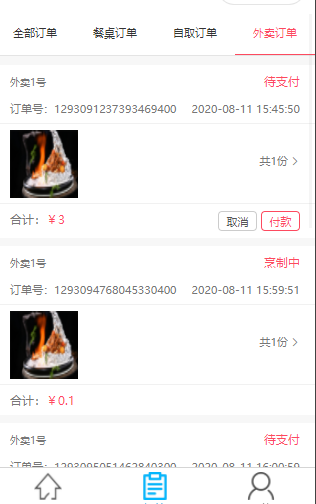 全部订单 餐桌订单 自取订单 外卖订单
外卖1号 待支付
订单号：1293091237393469400 2020-08-11 15:45:50
共1份
合计：￥3 取消 付款
外卖1号 烹制中
订单号：1293094768045330400 2020-08-11 15:59:51
共1份
合计：￥0.1
外卖1号 待支付
订单号：1293095051462840300 2020-08-11 16:00:59